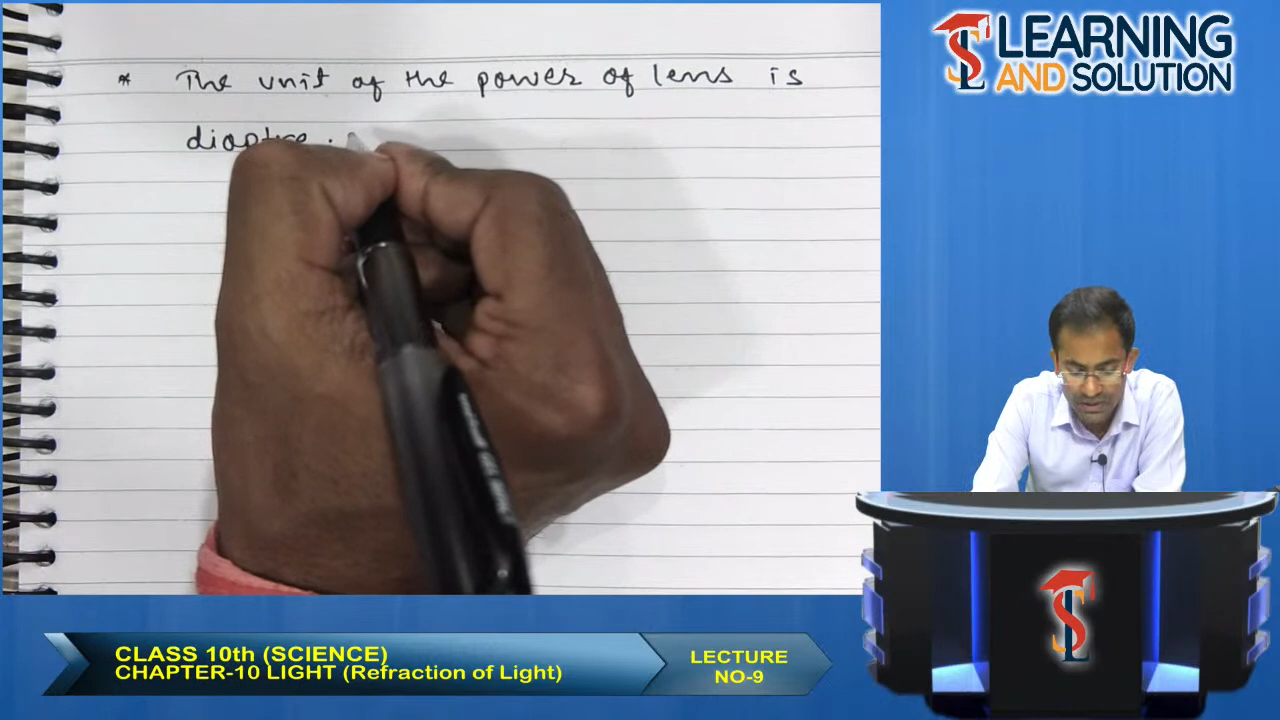 * The unit of the power of lens is
dioptre.
LEARNING
AND SOLUTION
CLASS 10th (SCIENCE)
CHAPTER-10 LIGHT (Refraction of Light)
LECTURE
NO-9